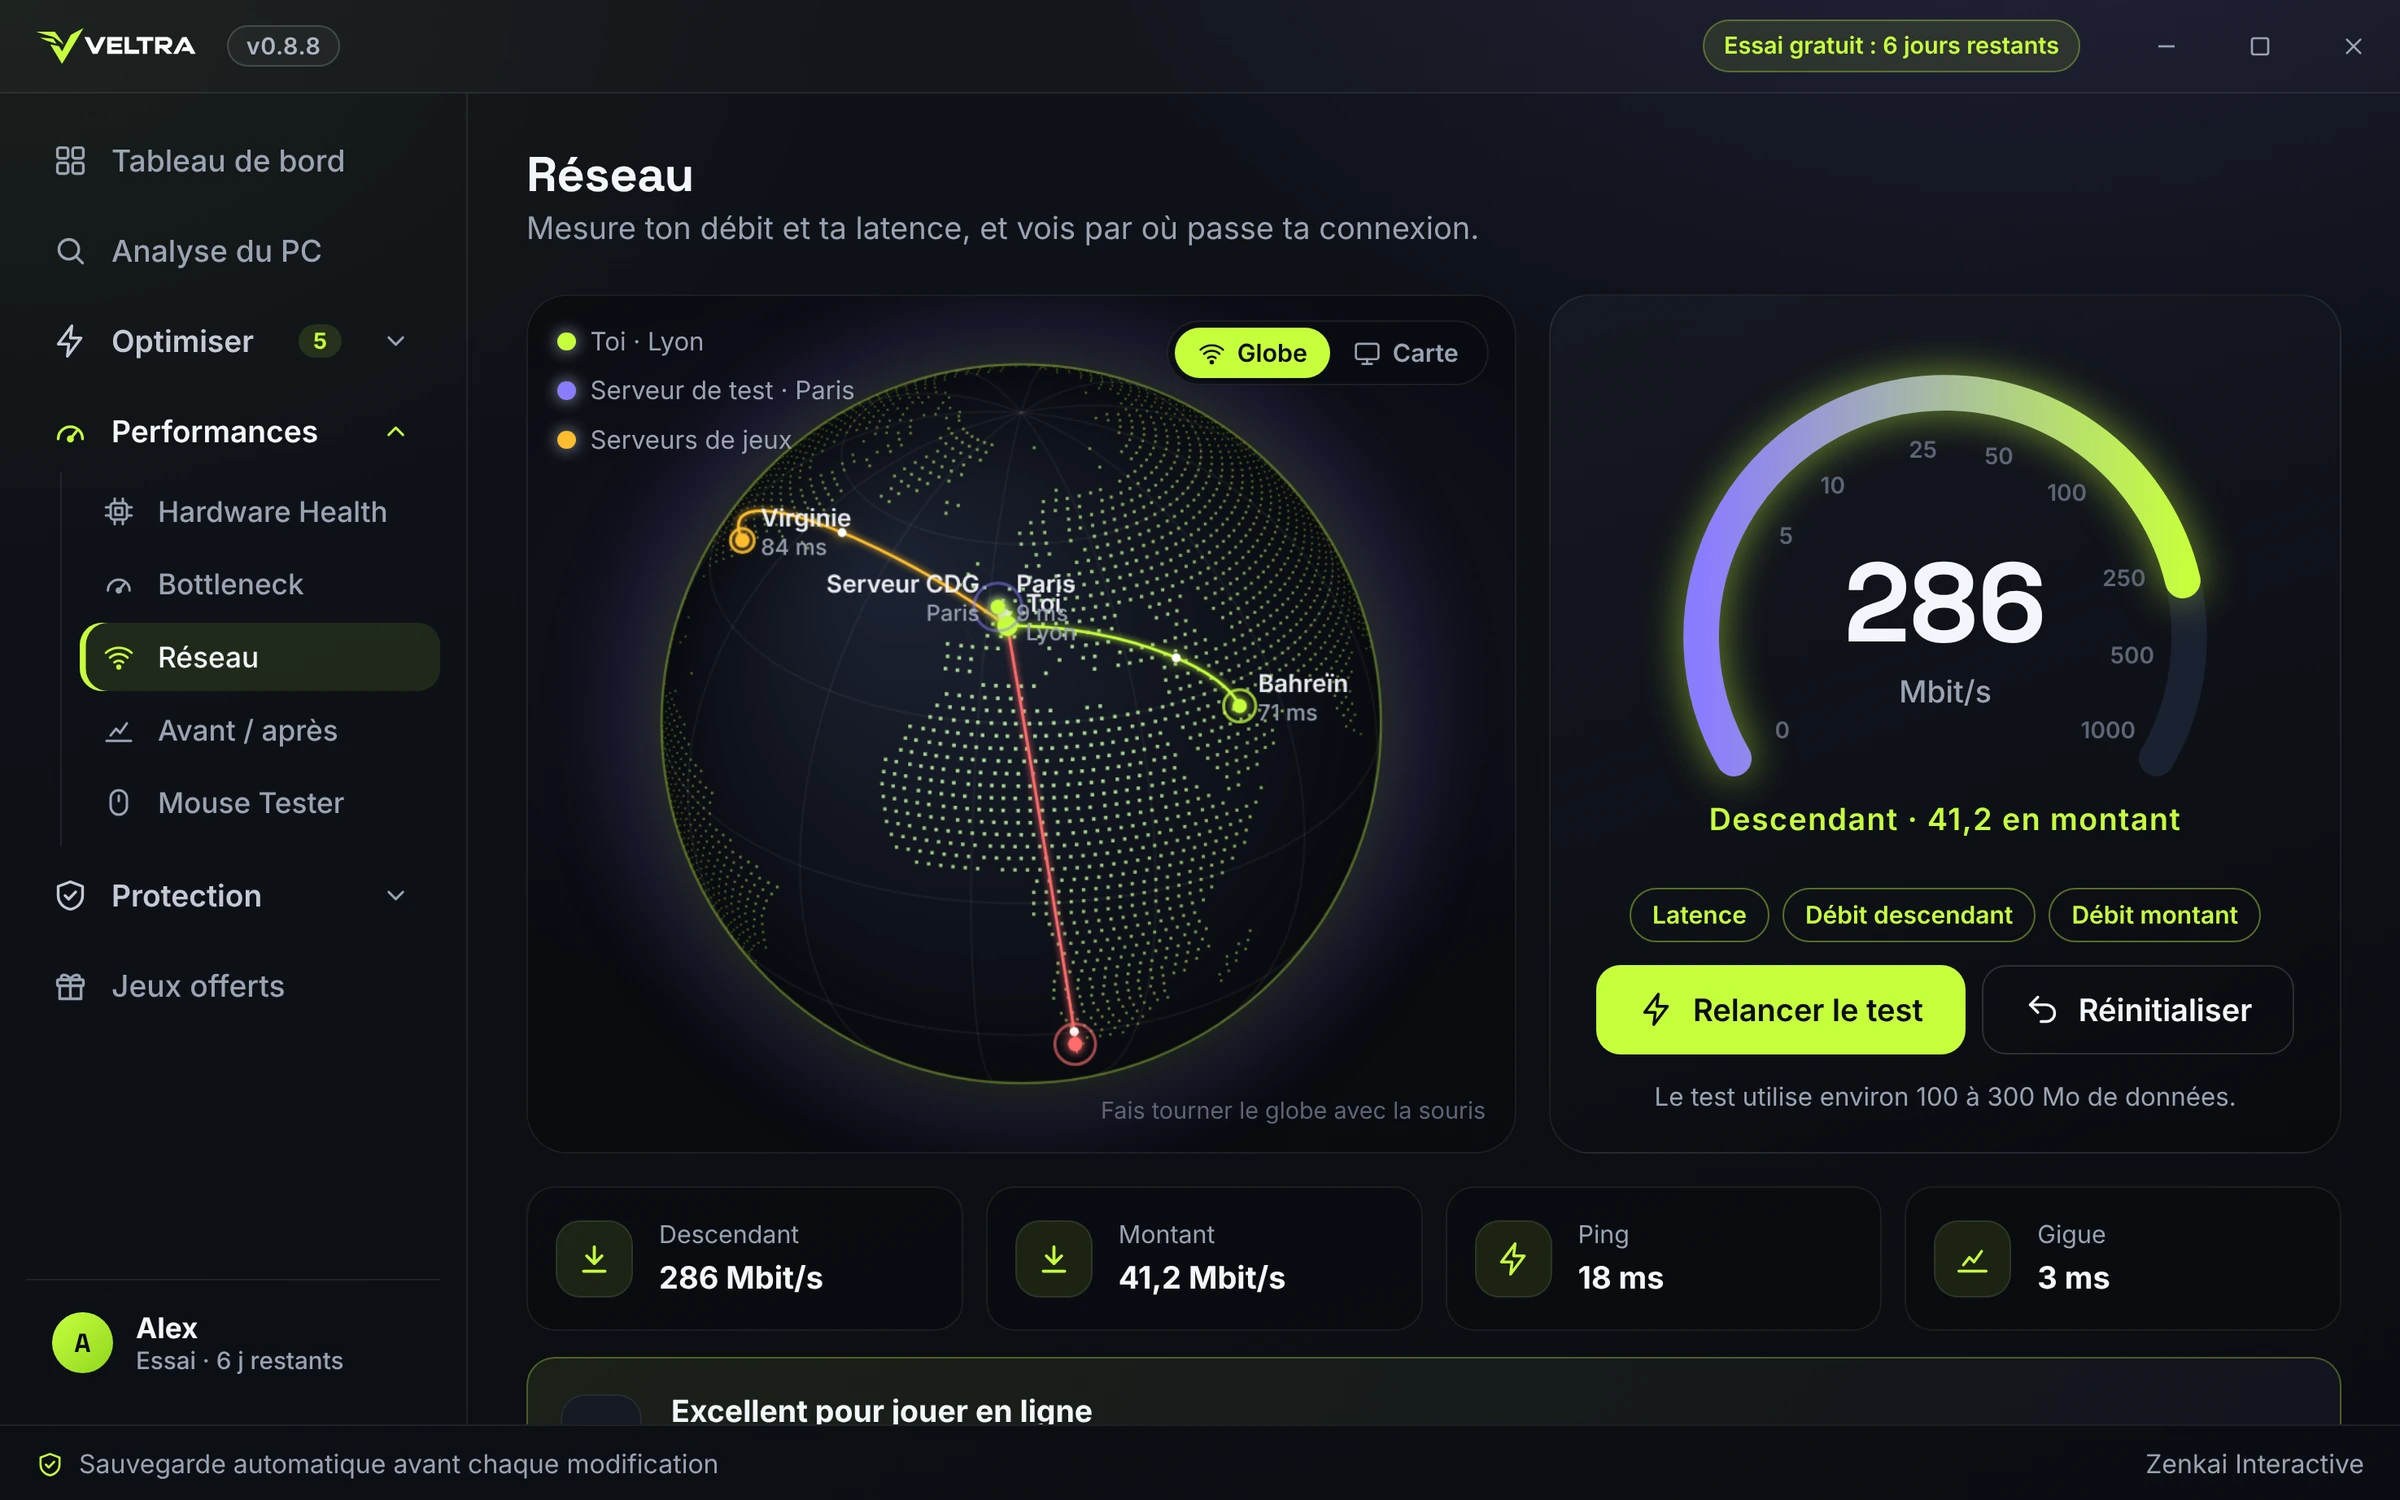 VELTRA
v0.8.8
Essai gratuit : 6 jours restants
Tableau de bord
Analyse du PC
Optimiser
5
Performances
Hardware Health
Bottleneck
Réseau
Avant / après
Mouse Tester
Protection
Jeux offerts
Alex
A
Essai · 6 j restants
Réseau
Mesure ton débit et ta latence, et vois par où passe ta connexion.
Toi · Lyon
Serveur de test · Paris
Serveurs de jeux
Globe
Carte
Virginie
84 ms
Serveur CDG
Paris
Paris
9 ms
Toi
Lyon
Bahreïn
71 ms
Fais tourner le globe avec la souris
0
5
10
25
50
100
250
500
1000
286
Mbit/s
Descendant · 41,2 en montant
Latence
Débit descendant
Débit montant
Relancer le test
Réinitialiser
Le test utilise environ 100 à 300 Mo de données.
Descendant
286 Mbit/s
Montant
41,2 Mbit/s
Ping
18 ms
Gigue
3 ms
Excellent pour jouer en ligne
Sauvegarde automatique avant chaque modification
Zenkai Interactive